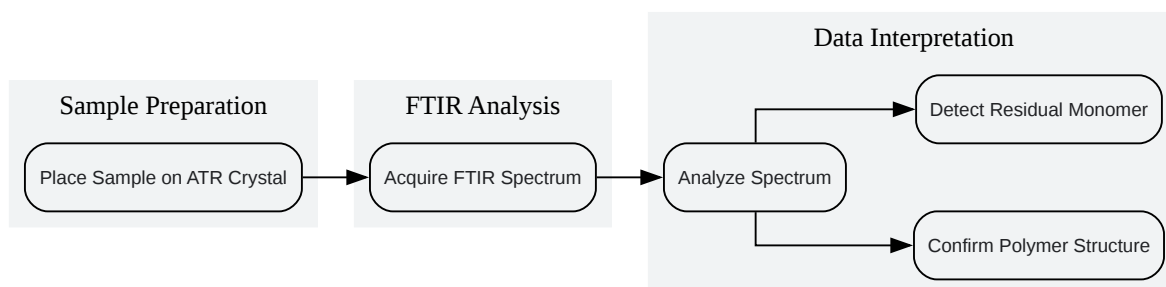 Sample Preparation
Place Sample on ATR Crystal
FTIR Analysis
Acquire FTIR Spectrum
Data Interpretation
Analyze Spectrum
Detect Residual Monomer
Confirm Polymer Structure